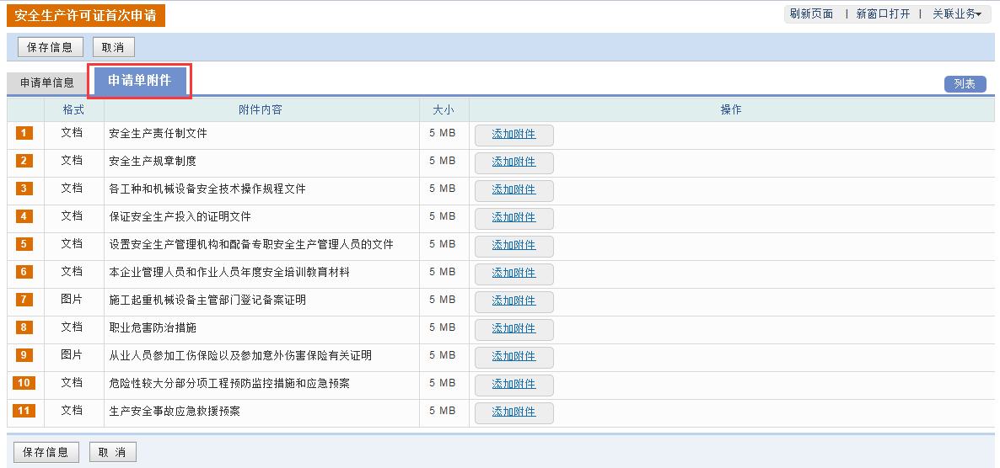 安全生产许可证首次申请
刷新页面 | 新窗口打开 | 关联业务
保存信息 取消
申请单信息 申请单附件 列表
格式 附件内容 大小 操作
1 文档 安全生产责任制文件 5 MB 添加附件
2 文档 安全生产规章制度 5 MB 添加附件
3 文档 各工种和机械设备安全技术操作规程文件 5 MB 添加附件
4 文档 保证安全生产投入的证明文件 5 MB 添加附件
5 文档 设置安全生产管理机构和配备专职安全生产管理人员的文件 5 MB 添加附件
6 文档 本企业管理人员和作业人员年度安全培训教育材料 5 MB 添加附件
7 图片 施工起重机械设备主管部门登记备案证明 5 MB 添加附件
8 文档 职业危害防治措施 5 MB 添加附件
9 图片 从业人员参加工伤保险以及参加意外伤害保险有关证明 5 MB 添加附件
10 文档 危险性较大分部分项工程预防监控措施和应急预案 5 MB 添加附件
11 文档 生产安全事故应急救援预案 5 MB 添加附件
保存信息 取 消